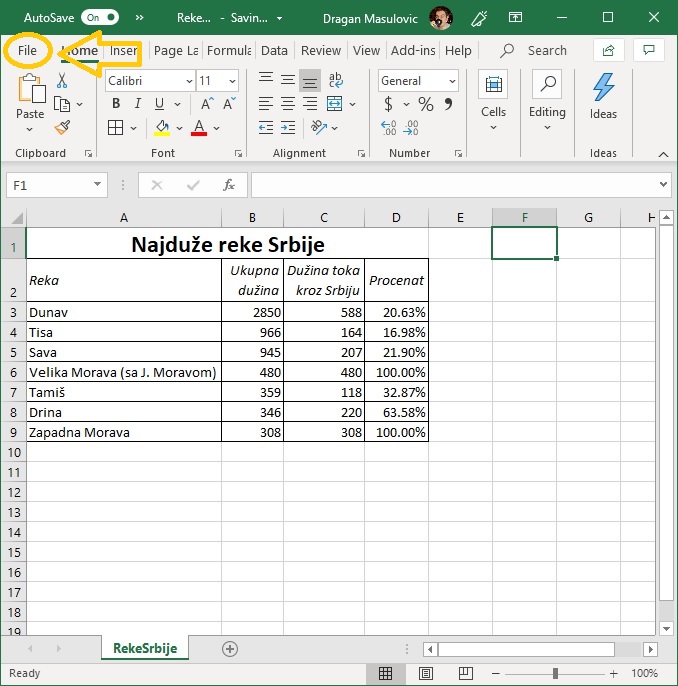 AutoSave On » Reke... - Savin... Dragan Masulovic
File Home Inser Page La Formula Data Review View Add-ins Help Search
Calibri 11 General
Paste B I U A A ab c $ % 9 Cells Editing Ideas
Clipboard Font Alignment Number Ideas
F1 fx
A B C D E F G H
1 Najduže reke Srbije
2 Reka Ukupna dužina Dužina toka kroz Srbiju Procenat
3 Dunav 2850 588 20.63%
4 Tisa 966 164 16.98%
5 Sava 945 207 21.90%
6 Velika Morava (sa J. Moravom) 480 480 100.00%
7 Tamiš 359 118 32.87%
8 Drina 346 220 63.58%
9 Zapadna Morava 308 308 100.00%
10
11
12
13
14
15
16
17
18
19
RekeSrbije
Ready 100%